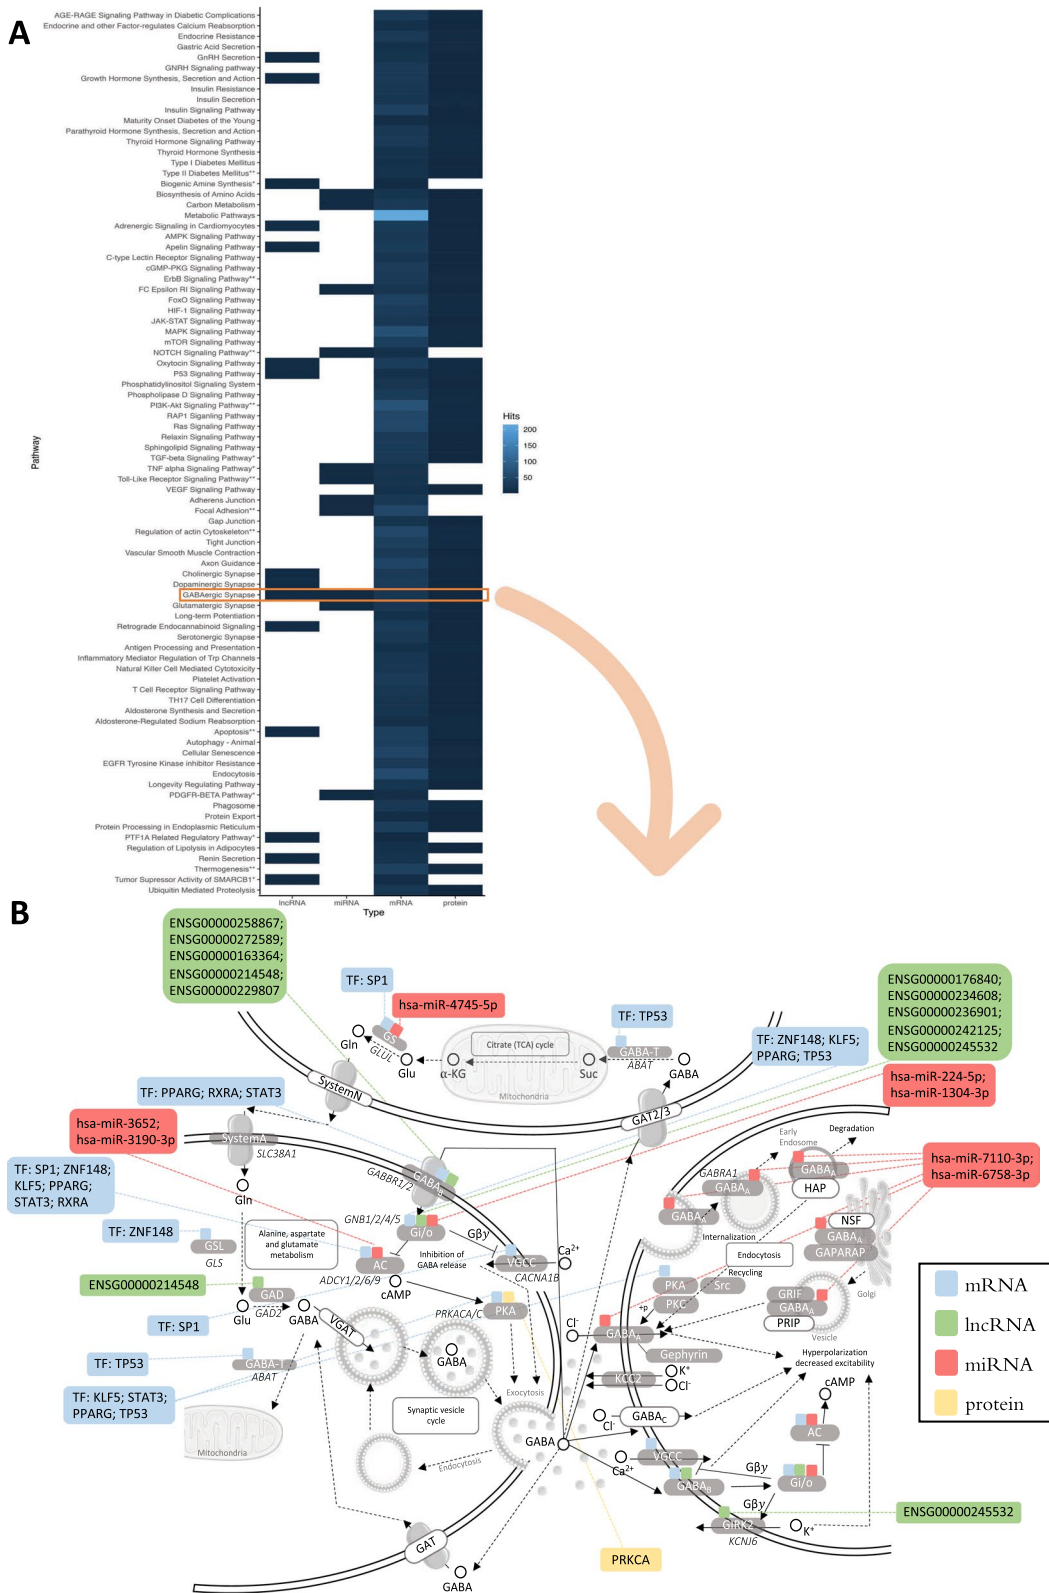 A
AGE-RAGE Signaling Pathway in Diabetic Complications
Endocrine and other Factor-regulates Calcium Reabsorption
Endocrine Resistance
Gastric Acid Secretion
GnRH Secretion
GNRH Signaling pathway
Growth Hormone Synthesis, Secretion and Action
Insulin Resistance
Insulin Secretion
Insulin Signaling Pathway
Maturity Onset Diabetes of the Young
Parathyroid Hormone Synthesis, Secretion and Action
Thyroid Hormone Signaling Pathway
Thyroid Hormone Synthesis
Type I Diabetes Mellitus
Type II Diabetes Mellitus**
Biogenic Amine Synthesis*
Biosynthesis of Amino Acids
Carbon Metabolism
Metabolic Pathways
Adrenergic Signaling in Cardiomyocytes
AMPK Signaling Pathway
Apelin Signaling Pathway
C-type Lectin Receptor Signaling Pathway
cGMP-PKG Signaling Pathway
ErbB Signaling Pathway**
FC Epsilon RI Signaling Pathway
FoxO Signaling Pathway
HIF-1 Signaling Pathway
JAK-STAT Signaling Pathway
MAPK Signaling Pathway
mTOR Signaling Pathway
NOTCH Signaling Pathway**
Oxytocin Signaling Pathway
P53 Signaling Pathway
Phosphatidylinositol Signaling System
Phospholipase D Signaling Pathway
PI3K-Akt Signaling Pathway**
RAP1 Siganling Pathway
Ras Signaling Pathway
Relaxin Signaling Pathway
Sphingolipid Signaling Pathway
TGF-beta Signaling Pathway*
TNF alpha Signaling Pathway*
Toll-Like Receptor Signaling Pathway**
VEGF Signaling Pathway
Adherens Junction
Focal Adhesion**
Gap Junction
Regulation of actin Cytoskeleton**
Tight Junction
Vascular Smooth Muscle Contraction
Axon Guidance
Cholinergic Synapse
Dopaminergic Synapse
GABAergic Synapse
Glutamatergic Synapse
Long-term Potentiation
Retrograde Endocannabinoid Signaling
Serotonergic Synapse
Antigen Processing and Presentation
Inflammatory Mediator Regulation of Trp Channels
Natural Killer Cell Mediated Cytotoxicity
Platelet Activation
T Cell Receptor Signaling Pathway
TH17 Cell Differentiation
Aldosterone Synthesis and Secretion
Aldosterone-Regulated Sodium Reabsorption
Apoptosis**
Autophagy - Animal
Cellular Senescence
EGFR Tyrosine Kinase inhibitor Resistance
Endocytosis
Longevity Regulating Pathway
PDGFR-BETA Pathway*
Phagosome
Protein Export
Protein Processing in Endoplasmic Reticulum
PTF1A Related Regulatory Pathway*
Regulation of Lipolysis in Adipocytes
Renin Secretion
Thermogenesis**
Tumor Supressor Activity of SMARCB1*
Ubiquitin Mediated Proteolysis
Pathway
lncRNA miRNA mRNA protein
Type
Hits
200
150
100
50
B
ENSG00000258867;
ENSG00000272589;
ENSG00000163364;
ENSG00000214548;
ENSG00000229807
TF: SP1
hsa-miR-4745-5p
GS
GLUL
Gln
Glu
α-KG
Citrate (TCA) cycle
Suc
Mitochondria
TF: TP53
GABA-T
ABAT
GABA
TF: ZNF148; KLF5;
PPARG; TP53
ENSG00000176840;
ENSG00000234608;
ENSG00000236901;
ENSG00000242125;
ENSG00000245532
hsa-miR-224-5p;
hsa-miR-1304-3p
TF: PPARG; RXRA; STAT3
SystemN
GAT2/3
hsa-miR-3652;
hsa-miR-3190-3p
SystemA
SLC38A1
Gln
TF: SP1; ZNF148;
KLF5; PPARG;
STAT3; RXRA
GABBR1/2
GABA B
GNB1/2/4/5
Gi/o
Gβγ
TF: ZNF148
GSL
GLS
Alanine, aspartate
and glutamate
metabolism
AC
ADCY1/2/6/9
cAMP
Inhibition of
GABA release
VGCC
CACNA1B
Ca2+
PRKACA/C
PKA
ENSG00000214548
GAD
GAD2
Glu
GABA
VGAT
GABA
TF: SP1
TF: TP53
GABA-T
ABAT
TF: KLF5; STAT3;
PPARG; TP53
Mitochondria
Synaptic vesicle
cycle
Exocytosis
Endocytosis
GABA
GAT
GABA
PRKCA
Early
Endosome
Degradation
GABRA1
GABA A
GABA A
HAP
GABA A
hsa-miR-7110-3p;
hsa-miR-6758-3p
Internalization
Endocytosis
Recycling
NSF
GABA A
GAPARAP
Golgi
PKA
Src
PKC
+p
GRIF
GABA A
PRIP
Vesicle
Cl-
GABA A
Gephyrin
KCC2
K+
Cl-
Hyperpolarization
decreased excitability
cAMP
AC
Cl-
GABA C
Ca2+
VGCC
GABA B
Gβγ
Gi/o
Gβγ
GIRK2
KCNJ6
K+
ENSG00000245532
mRNA
lncRNA
miRNA
protein